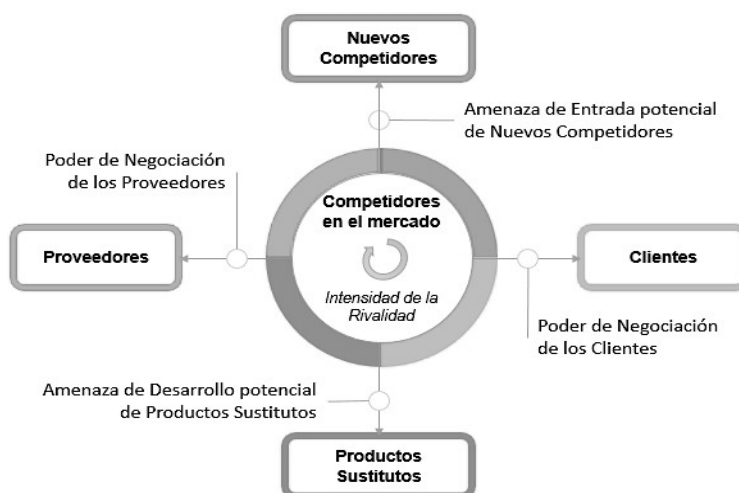 Nuevos
Competidores
Amenaza de Entrada potencial
de Nuevos Competidores
Poder de Negociación
de los Proveedores
Competidores
en el mercado
Proveedores
Clientes
Intensidad de la
Rivalidad
Poder de Negociación
de los Clientes
Amenaza de Desarrollo potencial
de Productos Sustitutos
Productos
Sustitutos